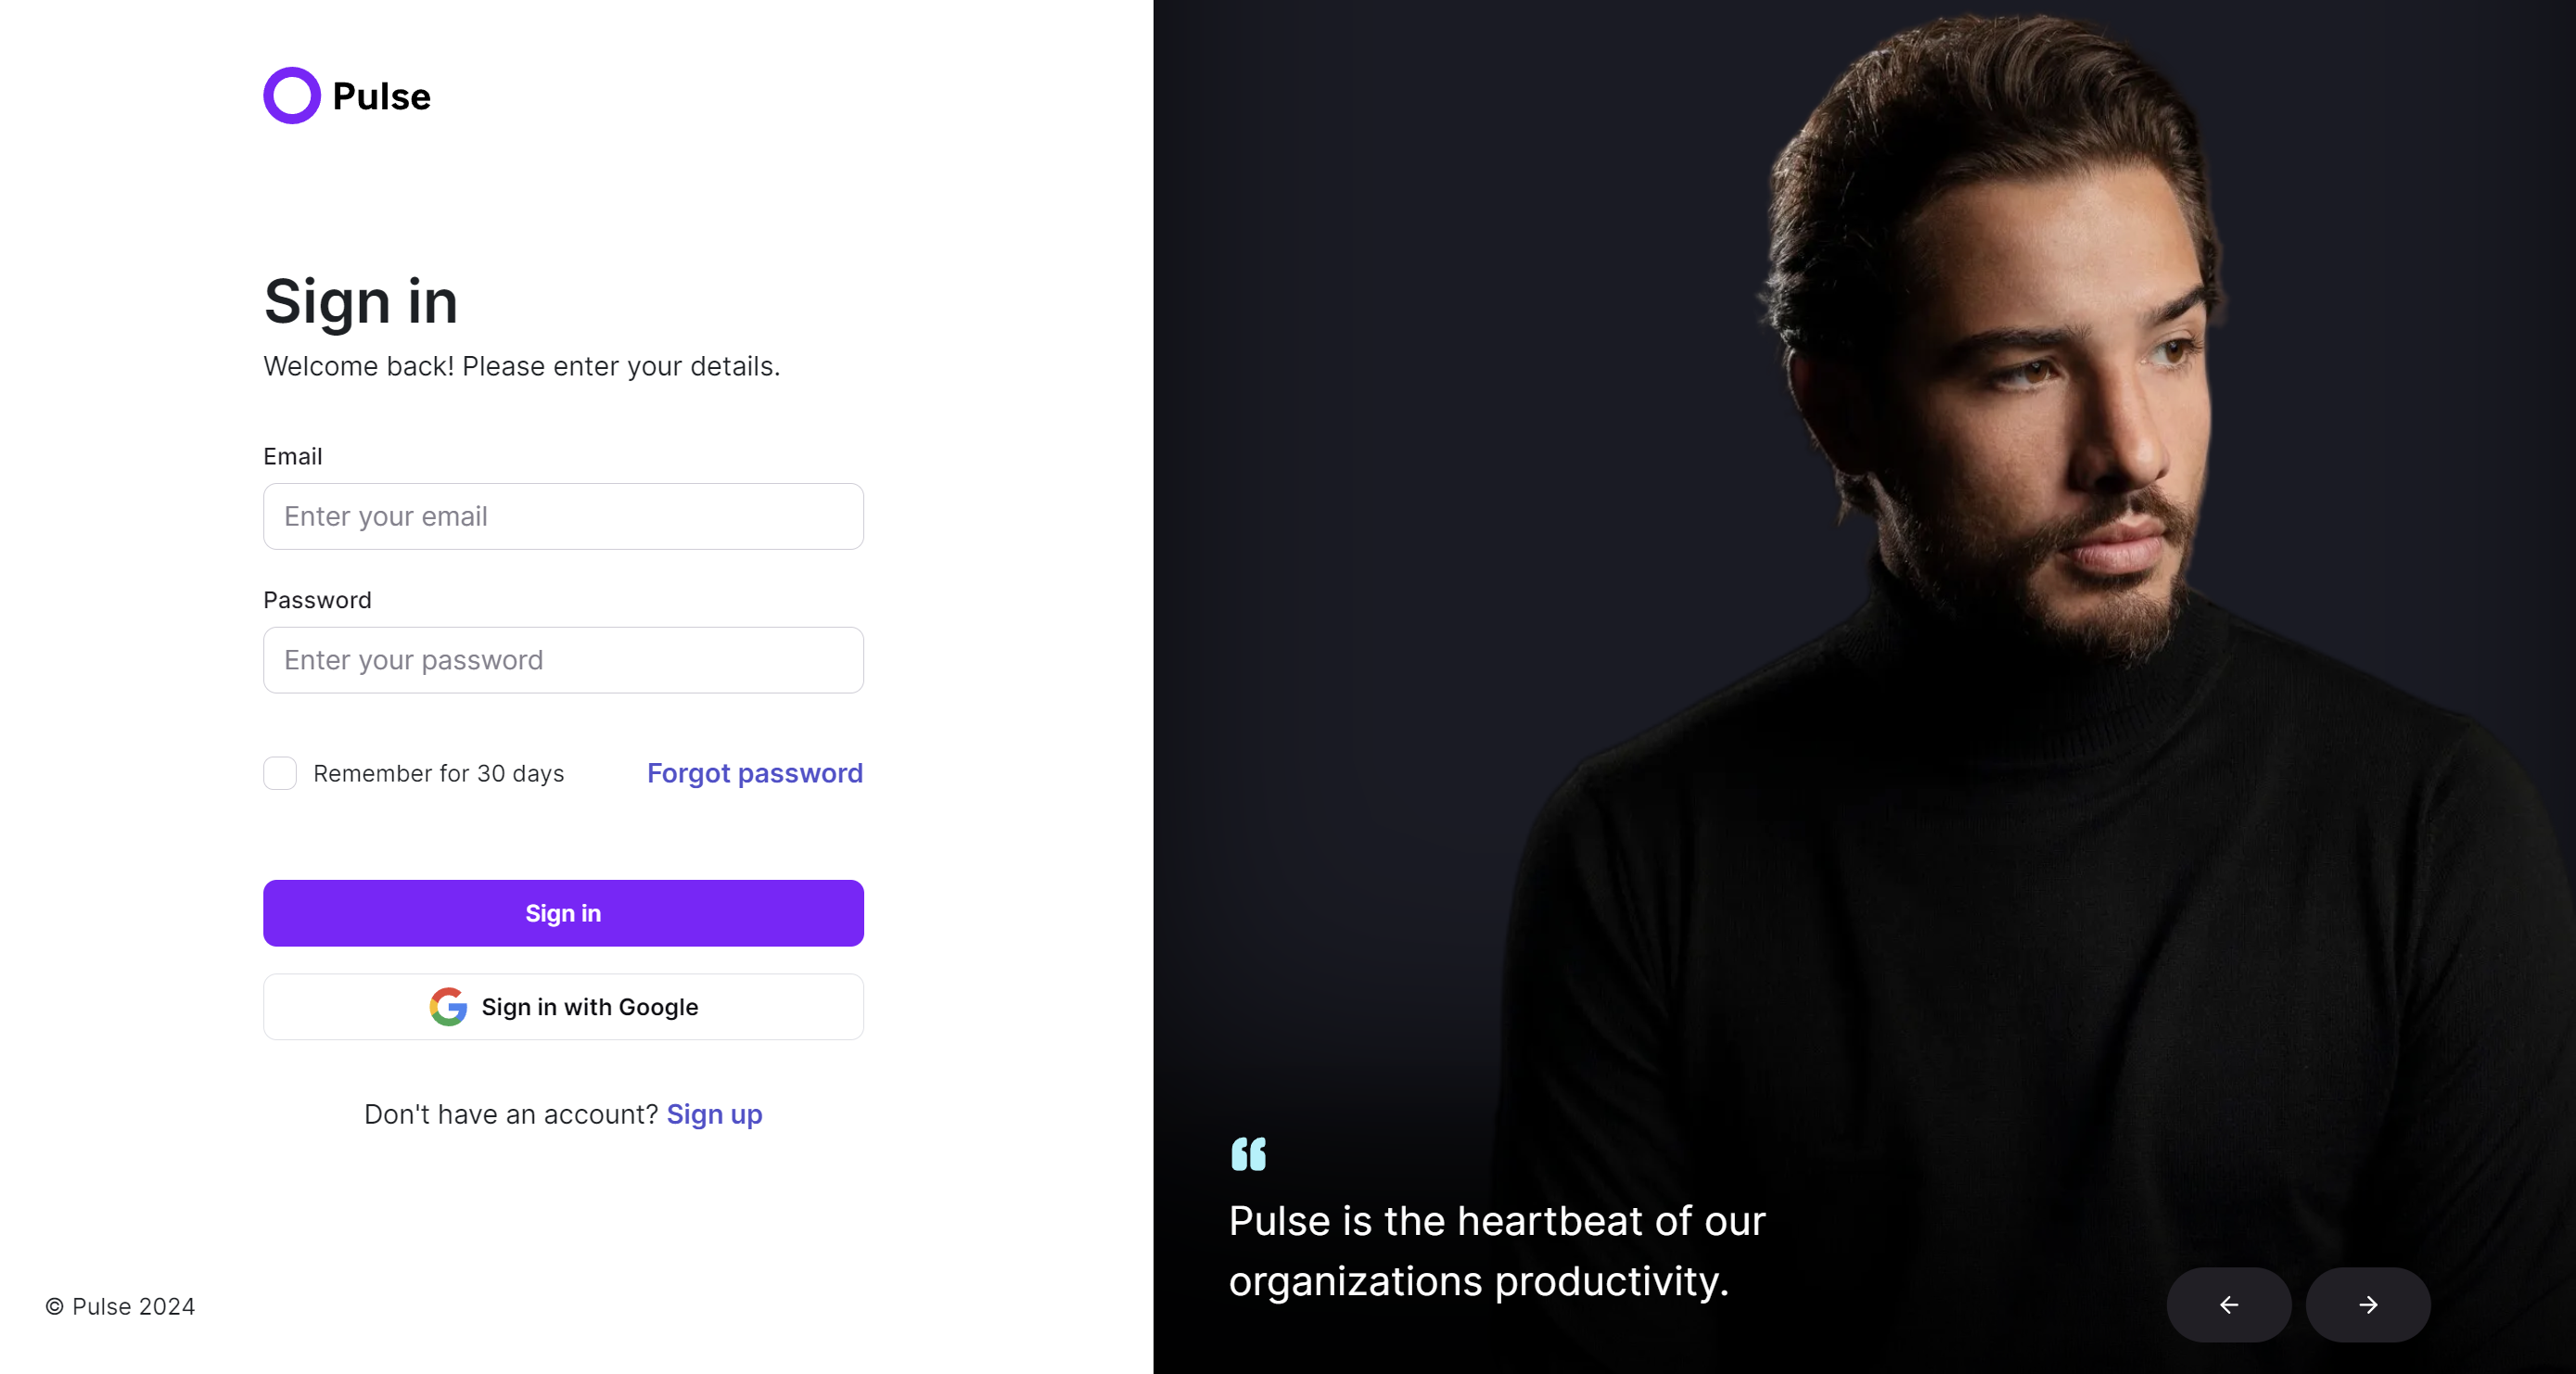 Pulse
Sign in
Welcome back! Please enter your details.
Email
Enter your email
Password
Enter your password
Remember for 30 days
Forgot password
Sign in
Sign in with Google
Don't have an account? Sign up
© Pulse 2024
“
Pulse is the heartbeat of our
organizations productivity.